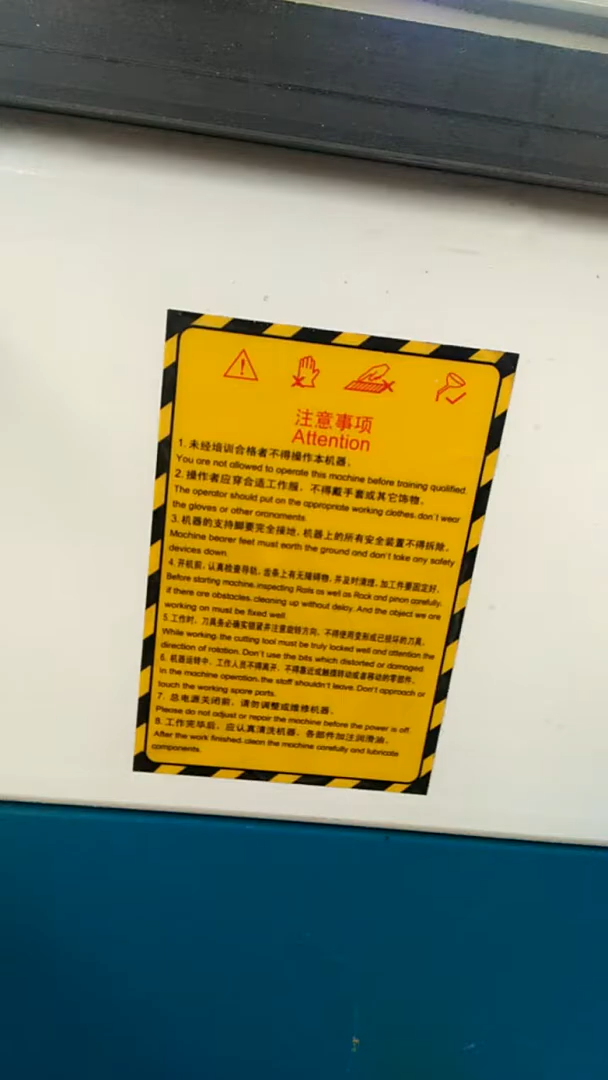 注意事项
Attention
1. 未经培训合格者不得操作本机器。
You are not allowed to operate this machine before training qualified.
2. 操作者应穿合适工作服，不得戴手套或其它饰物。
The operator should put on the appropriate working clothes.don't wear
the gloves or other oranaments.
3. 机器的支持脚要完全接地，机器上的所有安全装置不得拆除。
Machine bearer feet must earth the ground and don't take any safety
devices down.
4. 开机前，认真检查导轨，齿条上有无障碍物，并及时清理，加工件要固定好。
Before starting machine.inspecting Rails as well as Rack and pinon carefully.
if there are obstacles.cleaning up without delay. And the object we are
working on must be fixed well.
5. 工作时，刀具务必确实锁紧并注意旋转方向，不得使用变形或已损坏的刀具。
While working.the cutting tool must be truly locked well and attention the
direction of rotation. Don't use the bits which distorted or damaged.
6. 机器运转中，工作人员不得离开，不得靠近或触摸转动或者移动的零部件。
In the machine operation.the staff shouldn't leave. Don't approach or
touch the working spare parts.
7. 总电源关闭前，请勿调整或维修机器。
Please do not adjust or repair the machine before the power is off.
8. 工作完毕后，应认真清洗机器，各部件加注润滑油。
After the work finished.clean the machine carefully and lubricate
components.